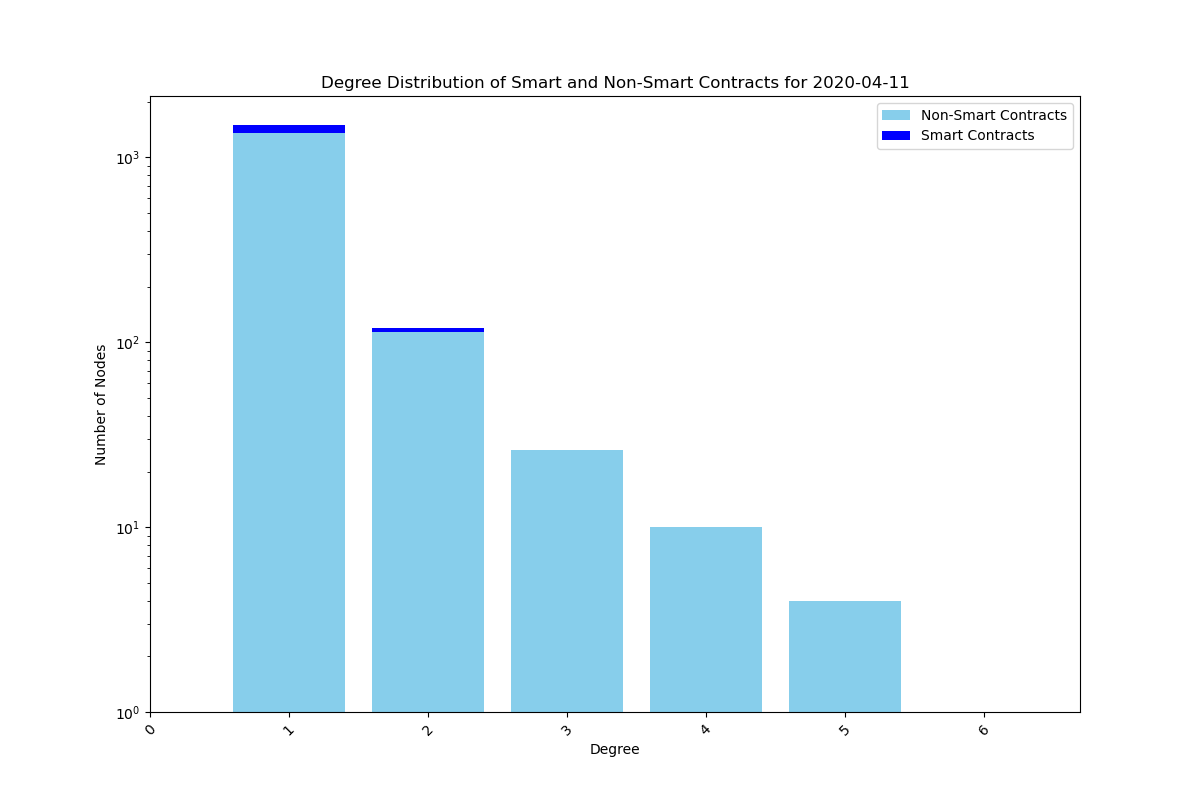 Degree Distribution of Smart and Non-Smart Contracts for 2020-04-11
Non-Smart Contracts
Smart Contracts
Number of Nodes
10³
10²
10¹
10⁰
0
1
2
3
4
5
6
Degree